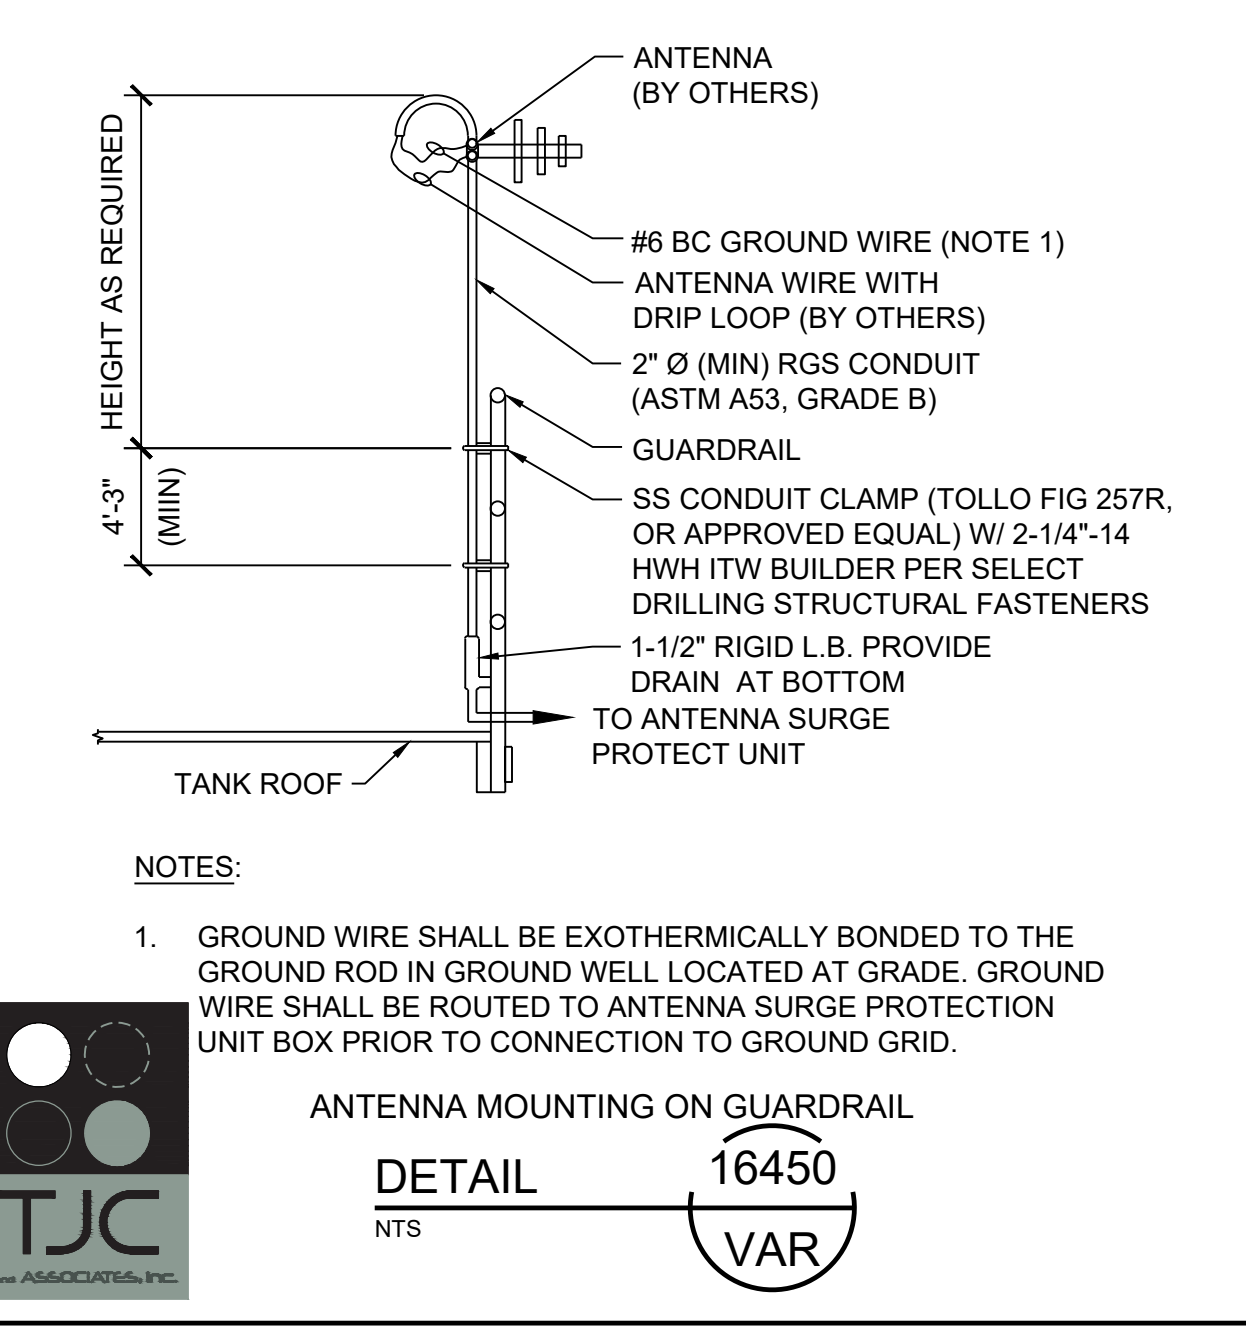 ANTENNA
(BY OTHERS)
HEIGHT AS REQUIRED
#6 BC GROUND WIRE (NOTE 1)
ANTENNA WIRE WITH
DRIP LOOP (BY OTHERS)
2" Ø (MIN) RGS CONDUIT
(ASTM A53, GRADE B)
GUARDRAIL
4'-3"
(MIIN)
SS CONDUIT CLAMP (TOLLO FIG 257R,
OR APPROVED EQUAL) W/ 2-1/4"-14
HWH ITW BUILDER PER SELECT
DRILLING STRUCTURAL FASTENERS
1-1/2" RIGID L.B. PROVIDE
DRAIN AT BOTTOM
TO ANTENNA SURGE
PROTECT UNIT
TANK ROOF
NOTES:
1. GROUND WIRE SHALL BE EXOTHERMICALLY BONDED TO THE
GROUND ROD IN GROUND WELL LOCATED AT GRADE. GROUND
WIRE SHALL BE ROUTED TO ANTENNA SURGE PROTECTION
UNIT BOX PRIOR TO CONNECTION TO GROUND GRID.
ANTENNA MOUNTING ON GUARDRAIL
DETAIL
16450
NTS
VAR
TJC
ASSOCIATES, Inc.